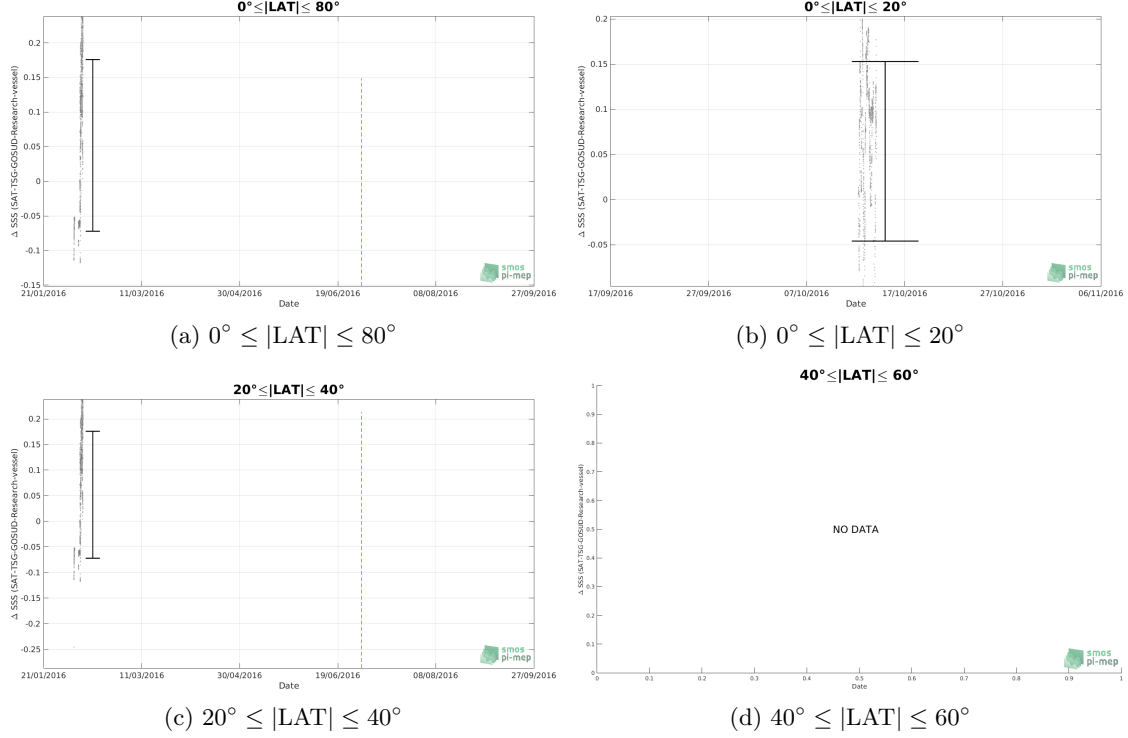 0°≤|LAT|≤ 80°
Δ SSS (SAT-TSG-GOSUD-Research-vessel)
0.2
0.15
0.1
0.05
0
-0.05
-0.1
-0.15
21/01/2016 11/03/2016 30/04/2016 19/06/2016 08/08/2016 27/09/2016
Date
smos
pi-mep
(a) 0° ≤ |LAT| ≤ 80°
0°≤|LAT|≤ 20°
Δ SSS (SAT-TSG-GOSUD-Research-vessel)
0.2
0.15
0.1
0.05
0
-0.05
17/09/2016 27/09/2016 07/10/2016 17/10/2016 27/10/2016 06/11/2016
Date
smos
pi-mep
(b) 0° ≤ |LAT| ≤ 20°
20°≤|LAT|≤ 40°
Δ SSS (SAT-TSG-GOSUD-Research-vessel)
0.2
0.15
0.1
0.05
0
-0.05
-0.1
-0.15
-0.2
-0.25
21/01/2016 11/03/2016 30/04/2016 19/06/2016 08/08/2016 27/09/2016
Date
smos
pi-mep
(c) 20° ≤ |LAT| ≤ 40°
40°≤|LAT|≤ 60°
Δ SSS (SAT-TSG-GOSUD-Research-vessel)
1
0.9
0.8
0.7
0.6
0.5
0.4
0.3
0.2
0.1
0
NO DATA
0 0.1 0.2 0.3 0.4 0.5 0.6 0.7 0.8 0.9 1
Date
smos
pi-mep
(d) 40° ≤ |LAT| ≤ 60°